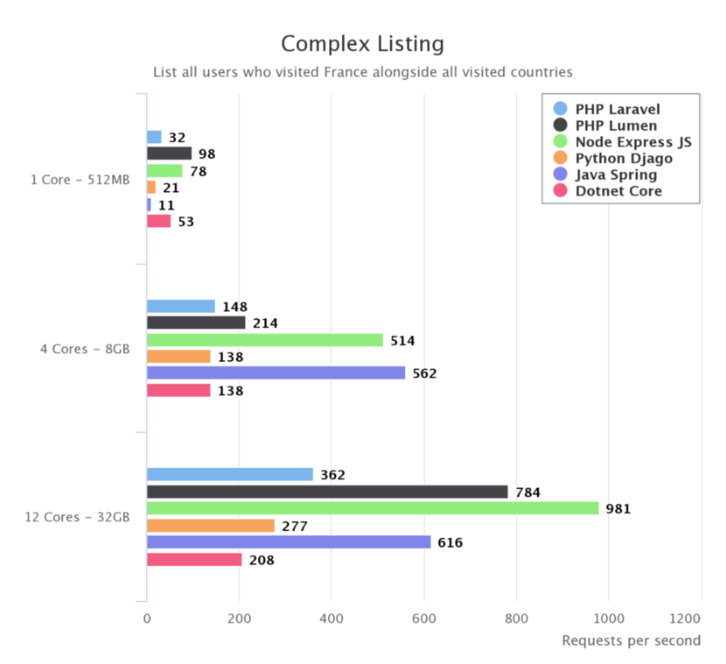 Complex Listing
List all users who visited France alongside all visited countries
PHP Laravel
PHP Lumen
Node Express JS
Python Djago
Java Spring
Dotnet Core
1 Core – 512MB
32
98
78
21
11
53
4 Cores – 8GB
148
214
514
138
562
138
12 Cores – 32GB
362
784
981
277
616
208
0 200 400 600 800 1000 1200
Requests per second